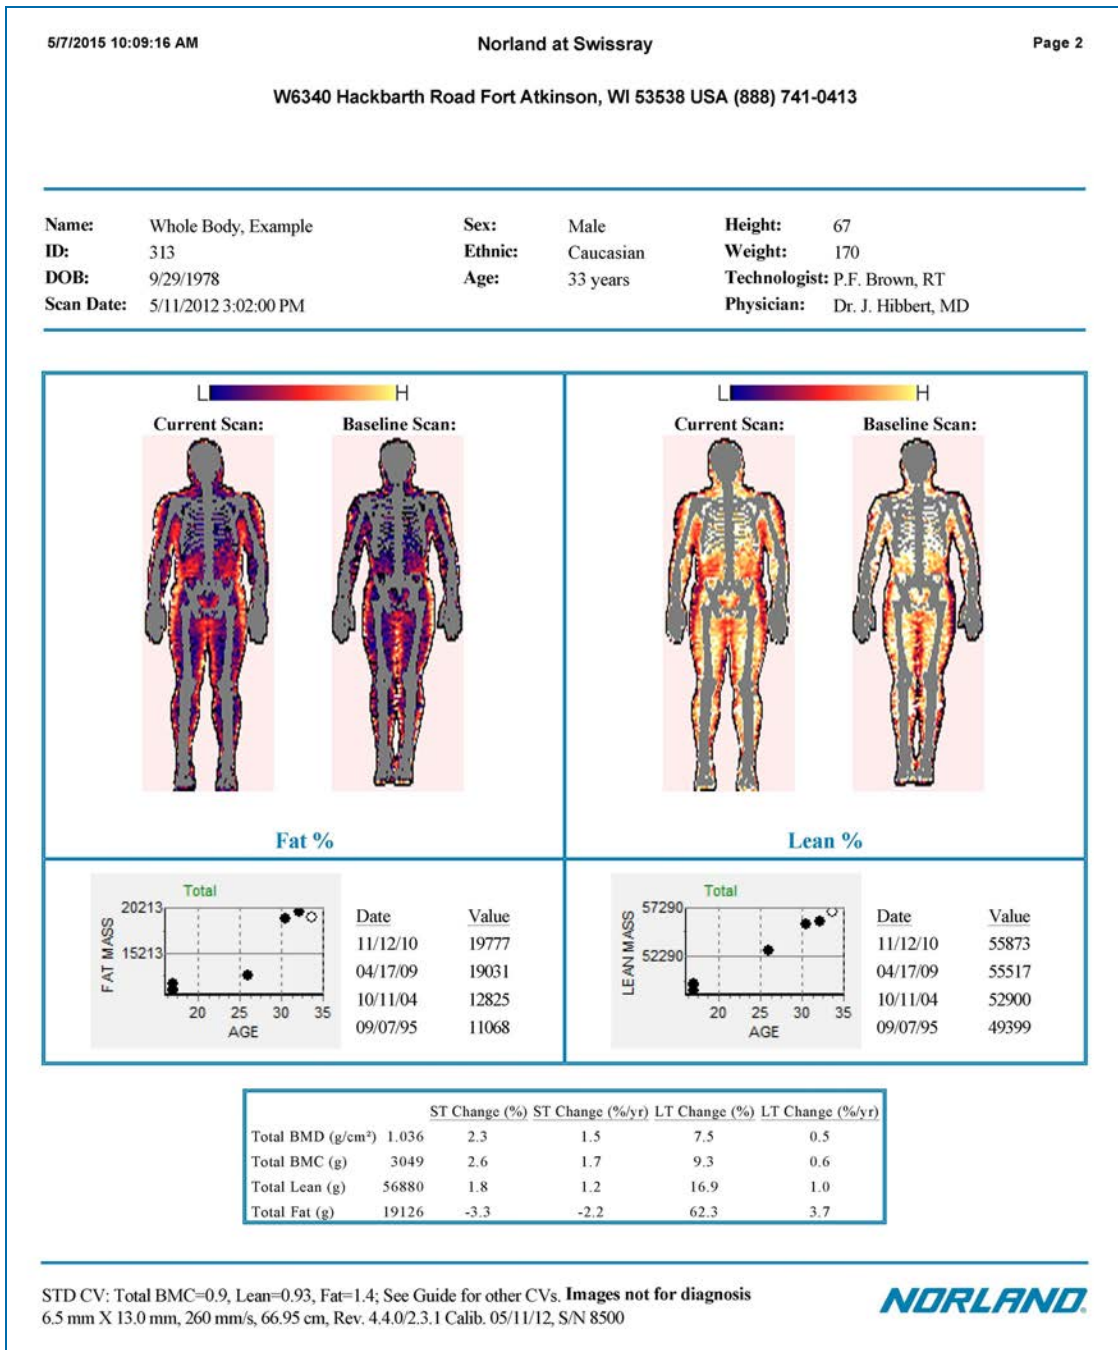 5/7/2015 10:09:16 AM Norland at Swissray Page 2
W6340 Hackbarth Road Fort Atkinson, WI 53538 USA (888) 741-0413
Name: Whole Body, Example Sex: Male Height: 67
ID: 313 Ethnic: Caucasian Weight: 170
DOB: 9/29/1978 Age: 33 years Technologist: P.F. Brown, RT
Scan Date: 5/11/2012 3:02:00 PM Physician: Dr. J. Hibbert, MD
L H
Current Scan: Baseline Scan:
Fat %
L H
Current Scan: Baseline Scan:
Lean %
Total
FAT MASS
20213
15213
20 25 30 35
AGE
Date Value
11/12/10 19777
04/17/09 19031
10/11/04 12825
09/07/95 11068
Total
LEAN MASS
57290
52290
20 25 30 35
AGE
Date Value
11/12/10 55873
04/17/09 55517
10/11/04 52900
09/07/95 49399
ST Change (%) ST Change (%/yr) LT Change (%) LT Change (%/yr)
Total BMD (g/cm²) 1.036 2.3 1.5 7.5 0.5
Total BMC (g) 3049 2.6 1.7 9.3 0.6
Total Lean (g) 56880 1.8 1.2 16.9 1.0
Total Fat (g) 19126 -3.3 -2.2 62.3 3.7
STD CV: Total BMC=0.9, Lean=0.93, Fat=1.4; See Guide for other CVs. Images not for diagnosis
6.5 mm X 13.0 mm, 260 mm/s, 66.95 cm, Rev. 4.4.0/2.3.1 Calib. 05/11/12, S/N 8500
NORLAND